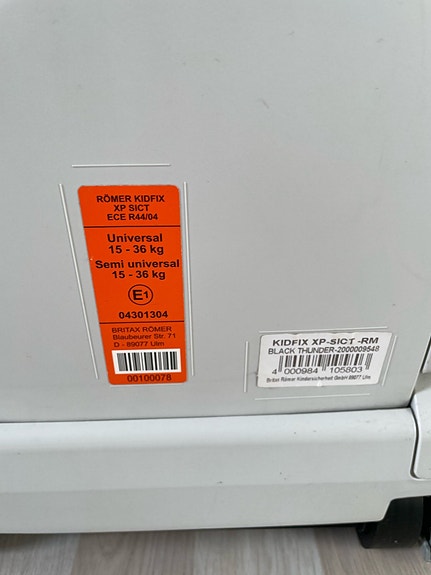 RÖMER KIDFIX
XP SICT
ECE R44/04
Universal
15 - 36 kg
Semi universal
15 - 36 kg
E1
04301304
BRITAX RÖMER
Blaubeurer Str. 71
D - 89077 Ulm
00100078
KIDFIX XP-SICT -RM
BLACK THUNDER-2000009548
4 000984 105803
Britax Römer Kindersicherheit GmbH 89077 Ulm